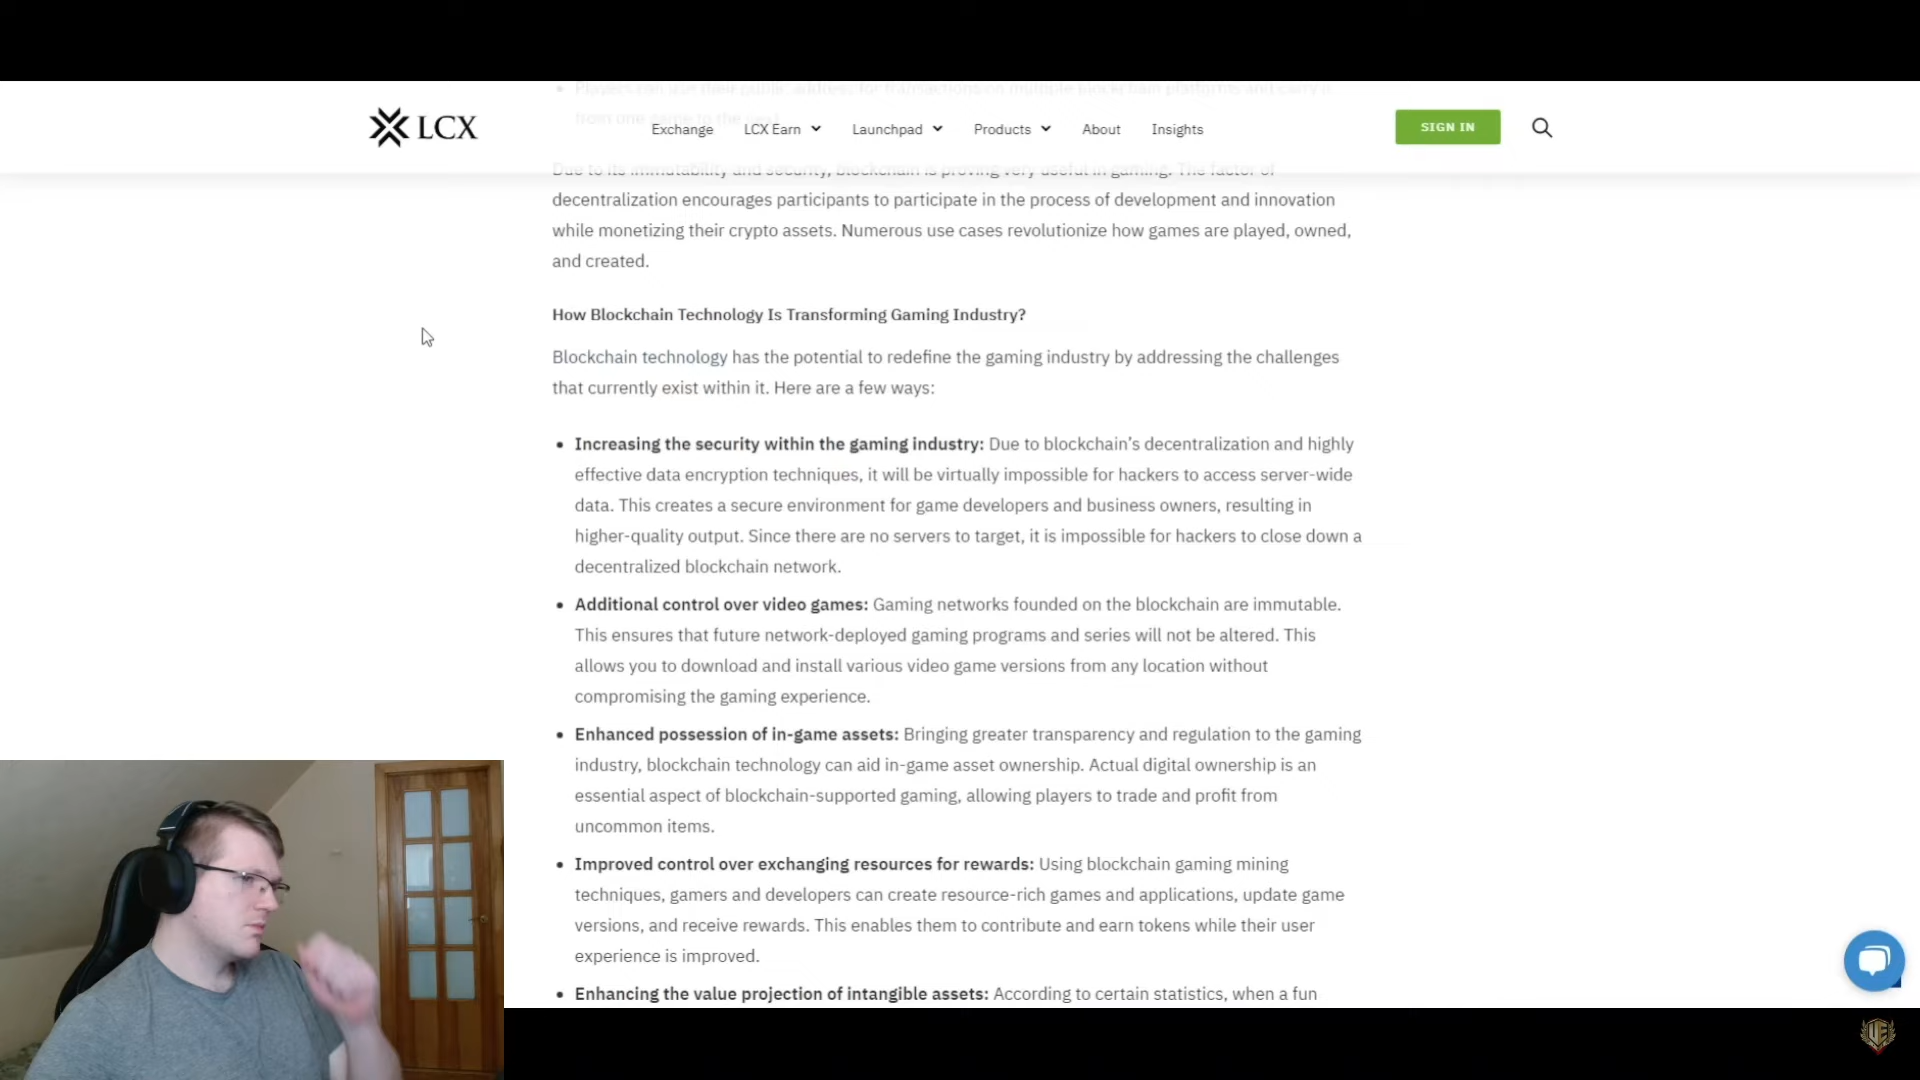 Players can use their public address for transactions on multiple blockchain platforms and carry it
from one game to the next.
LCX
Exchange
LCX Earn
Launchpad
Products
About
Insights
SIGN IN
Due to its immutability and security, blockchain is proving very useful in gaming. The factor of
decentralization encourages participants to participate in the process of development and innovation
while monetizing their crypto assets. Numerous use cases revolutionize how games are played, owned,
and created.
How Blockchain Technology Is Transforming Gaming Industry?
Blockchain technology has the potential to redefine the gaming industry by addressing the challenges
that currently exist within it. Here are a few ways:
Increasing the security within the gaming industry: Due to blockchain’s decentralization and highly
effective data encryption techniques, it will be virtually impossible for hackers to access server-wide
data. This creates a secure environment for game developers and business owners, resulting in
higher-quality output. Since there are no servers to target, it is impossible for hackers to close down a
decentralized blockchain network.
Additional control over video games: Gaming networks founded on the blockchain are immutable.
This ensures that future network-deployed gaming programs and series will not be altered. This
allows you to download and install various video game versions from any location without
compromising the gaming experience.
Enhanced possession of in-game assets: Bringing greater transparency and regulation to the gaming
industry, blockchain technology can aid in-game asset ownership. Actual digital ownership is an
essential aspect of blockchain-supported gaming, allowing players to trade and profit from
uncommon items.
Improved control over exchanging resources for rewards: Using blockchain gaming mining
techniques, gamers and developers can create resource-rich games and applications, update game
versions, and receive rewards. This enables them to contribute and earn tokens while their user
experience is improved.
Enhancing the value projection of intangible assets: According to certain statistics, when a fun